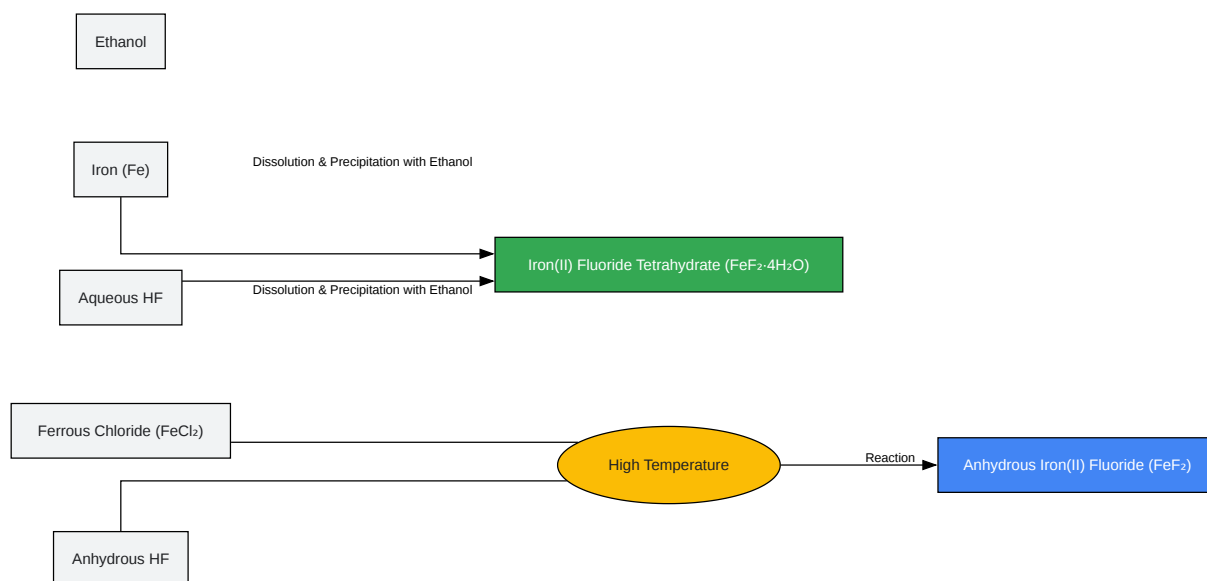 Ethanol
Iron (Fe)
Dissolution & Precipitation with Ethanol
Iron(II) Fluoride Tetrahydrate (FeF₂·4H₂O)
Aqueous HF
Dissolution & Precipitation with Ethanol
Ferrous Chloride (FeCl₂)
High Temperature
Reaction
Anhydrous Iron(II) Fluoride (FeF₂)
Anhydrous HF